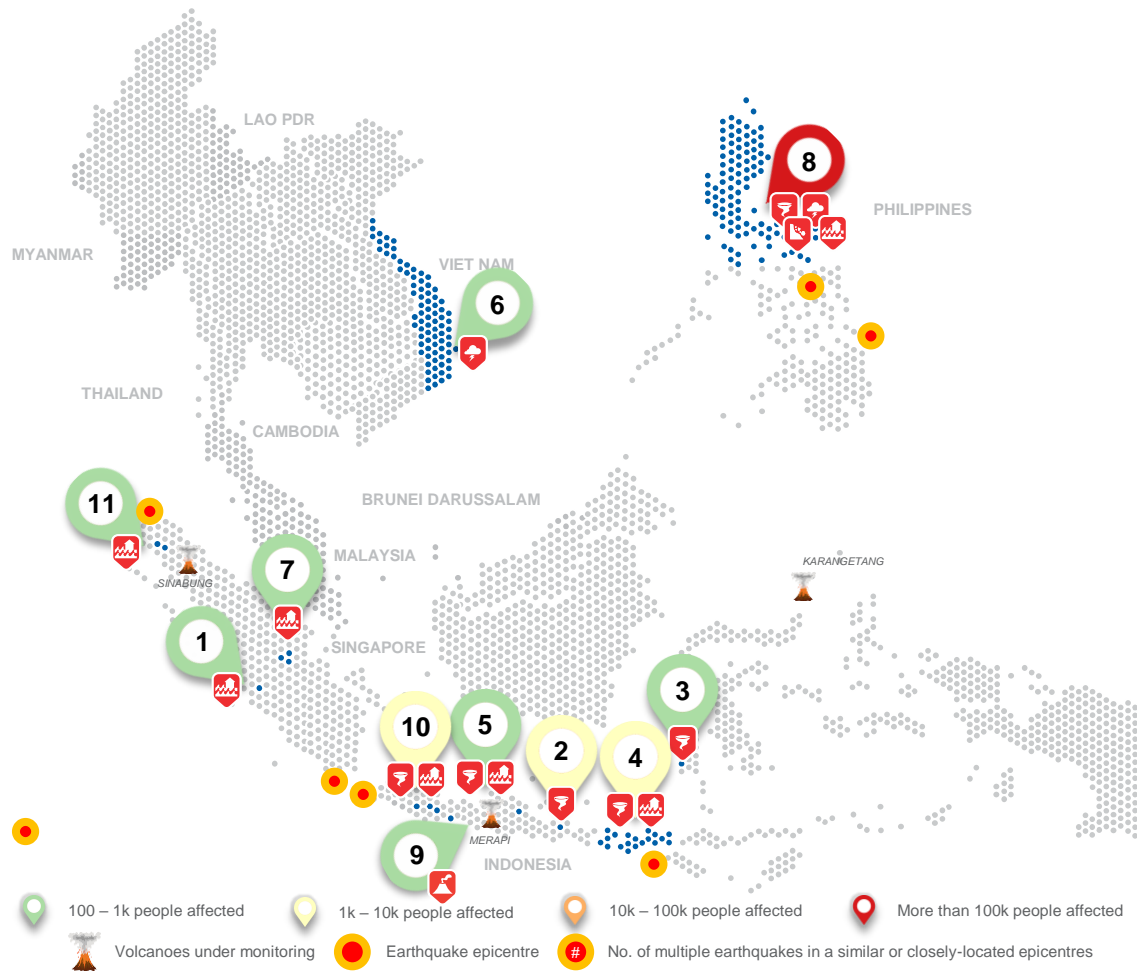 8
LAO PDR
PHILIPPINES
MYANMAR
VIET NAM
6
THAILAND
CAMBODIA
BRUNEI DARUSSALAM
11
MALAYSIA
KARANGETANG
7
SINABUNG
1
SINGAPORE
3
10
5
2
4
MERAPI
9
INDONESIA
100 – 1k people affected
1k – 10k people affected
10k – 100k people affected
More than 100k people affected
Volcanoes under monitoring
Earthquake epicentre
#
No. of multiple earthquakes in a similar or closely-located epicentres